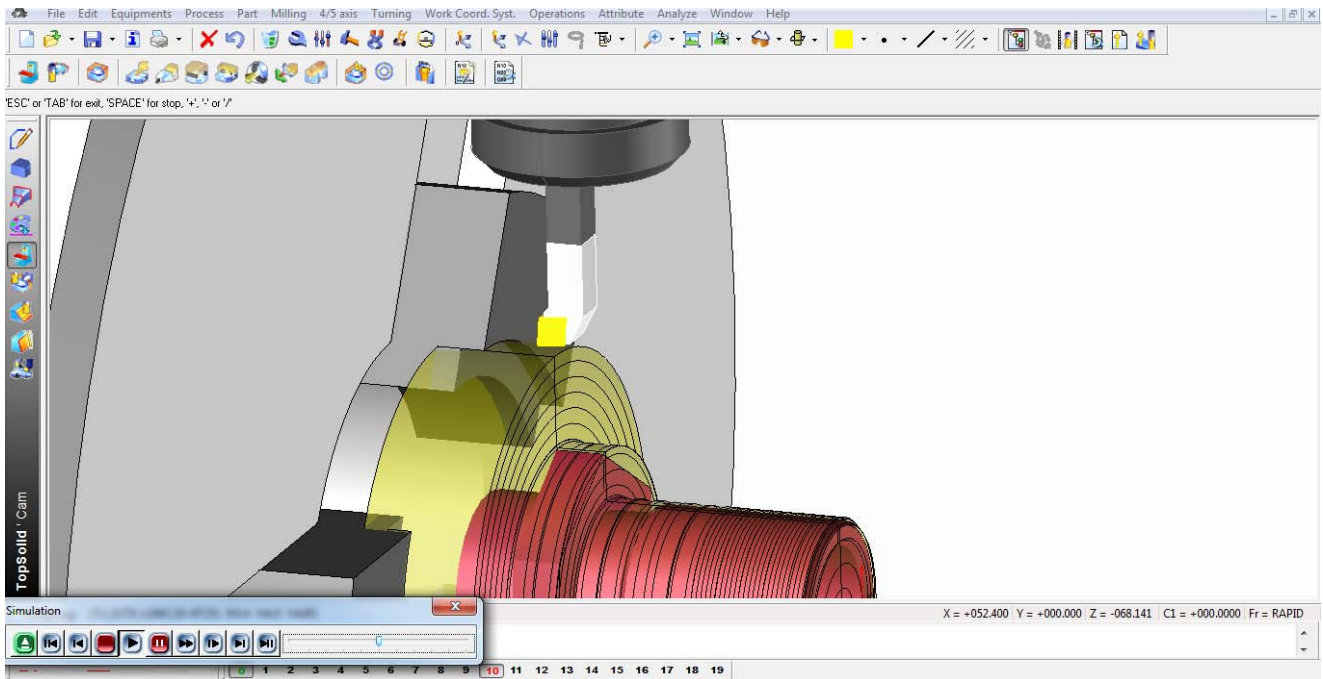 File Edit Equipments Process Part Milling 4/5 axis Turning Work Coord. Syst. Operations Attribute Analyze Window Help
'ESC' or 'TAB' for exit, 'SPACE' for stop, '+', '-' or '/'
TopSolid ' Cam
Simulation
X = +052.400 Y = +000.000 Z = -068.141 C1 = +000.0000 Fr = RAPID
0 1 2 3 4 5 6 7 8 9 10 11 12 13 14 15 16 17 18 19